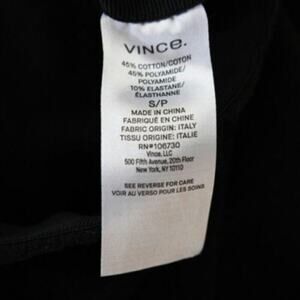 VINCE.
45% COTTON/COTON
45% POLYAMIDE/
POLYAMIDE
10% ELASTANE/
ÉLASTHANNE
S/P
MADE IN CHINA
FABRIQUÉ EN CHINE
FABRIC ORIGIN: ITALY
TISSU ORIGINE: ITALIE
RN#106730
Vince, LLC
500 Fifth Avenue, 20th Floor
New York, NY 10110
SEE REVERSE FOR CARE
VOIR AU VERSO POUR LES SOINS